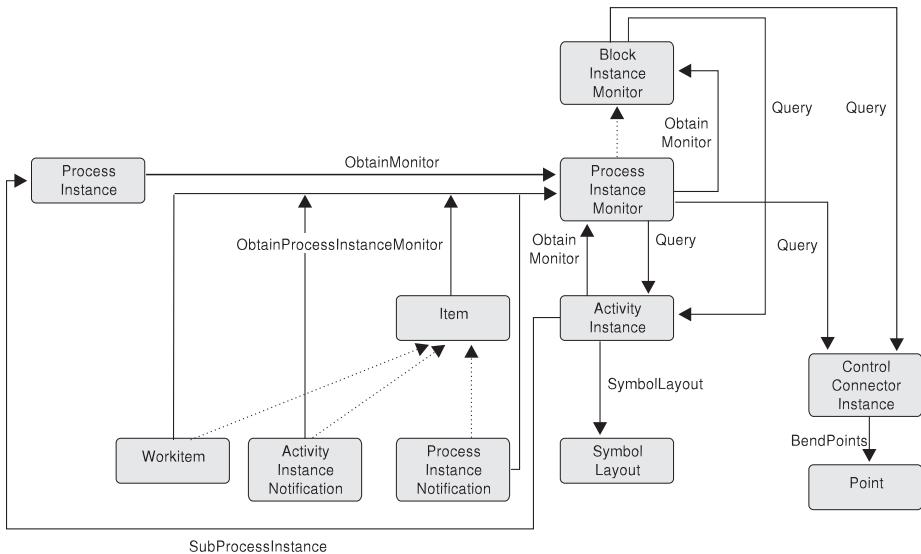 Block
Instance
Monitor
Query
Query
Obtain
Monitor
ObtainMonitor
Process
Instance
Process
Instance
Monitor
ObtainProcessInstanceMonitor
Obtain
Monitor
Query
Query
Item
Activity
Instance
SymbolLayout
Control
Connector
Instance
BendPoints
Workitem
Activity
Instance
Notification
Process
Instance
Notification
Symbol
Layout
Point
SubProcessInstance